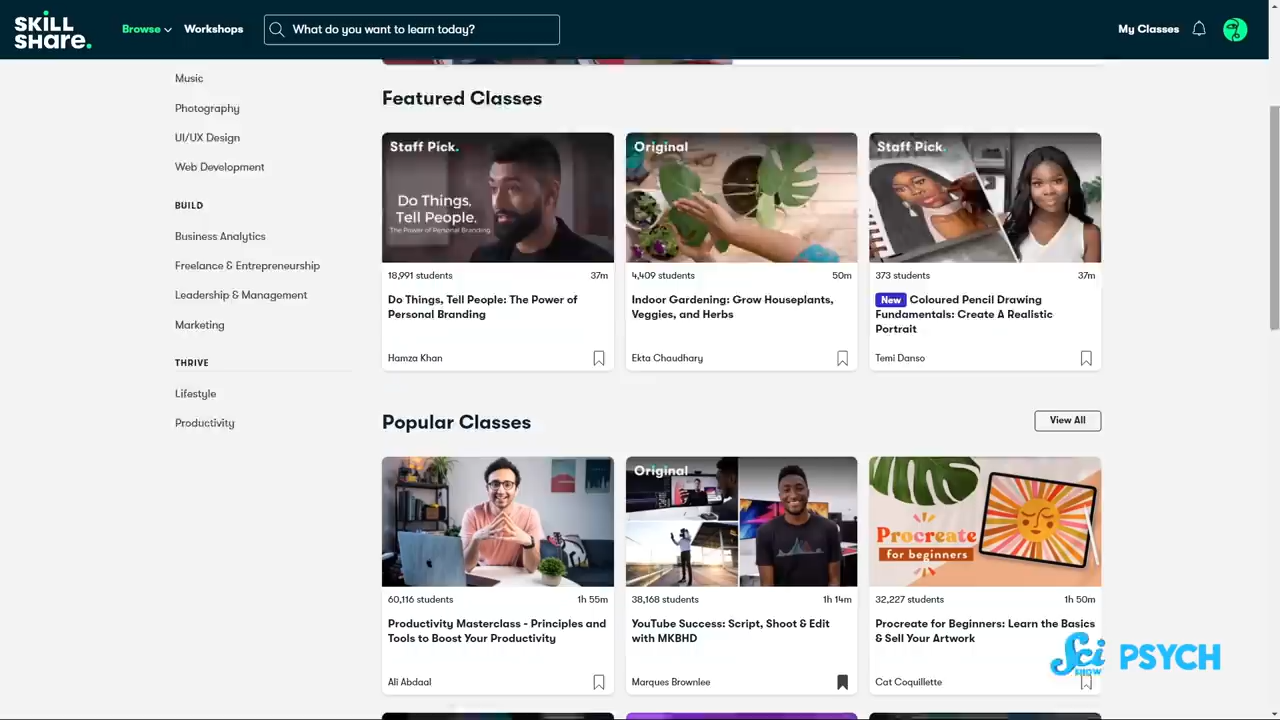 SKILL
SHARE.
Browse
Workshops
What do you want to learn today?
My Classes
Music
Photography
UI/UX Design
Web Development
BUILD
Business Analytics
Freelance & Entrepreneurship
Leadership & Management
Marketing
THRIVE
Lifestyle
Productivity
Featured Classes
Staff Pick.
Do Things,
Tell People.
The Power of Personal Branding
18,991 students
37m
Do Things, Tell People: The Power of
Personal Branding
Hamza Khan
Original
4,409 students
50m
Indoor Gardening: Grow Houseplants,
Veggies, and Herbs
Ekta Chaudhary
Staff Pick.
373 students
37m
New Coloured Pencil Drawing
Fundamentals: Create A Realistic
Portrait
Temi Danso
Popular Classes
View All
60,116 students
1h 55m
Productivity Masterclass - Principles and
Tools to Boost Your Productivity
Ali Abdaal
Original
38,168 students
1h 14m
YouTube Success: Script, Shoot & Edit
with MKBHD
Marques Brownlee
Procreate
for beginners
32,227 students
1h 50m
Procreate for Beginners: Learn the Basics
& Sell Your Artwork
Cat Coquillette
Sci SHOW PSYCH